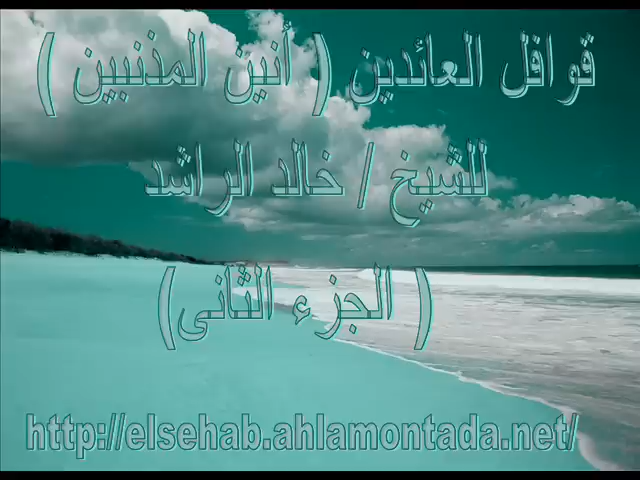 قوافل العائدين ( أنين المذنبين )
للشيخ / خالد الراشد
( الجزء الثانى )
http://elsehab.ahlamontada.net/